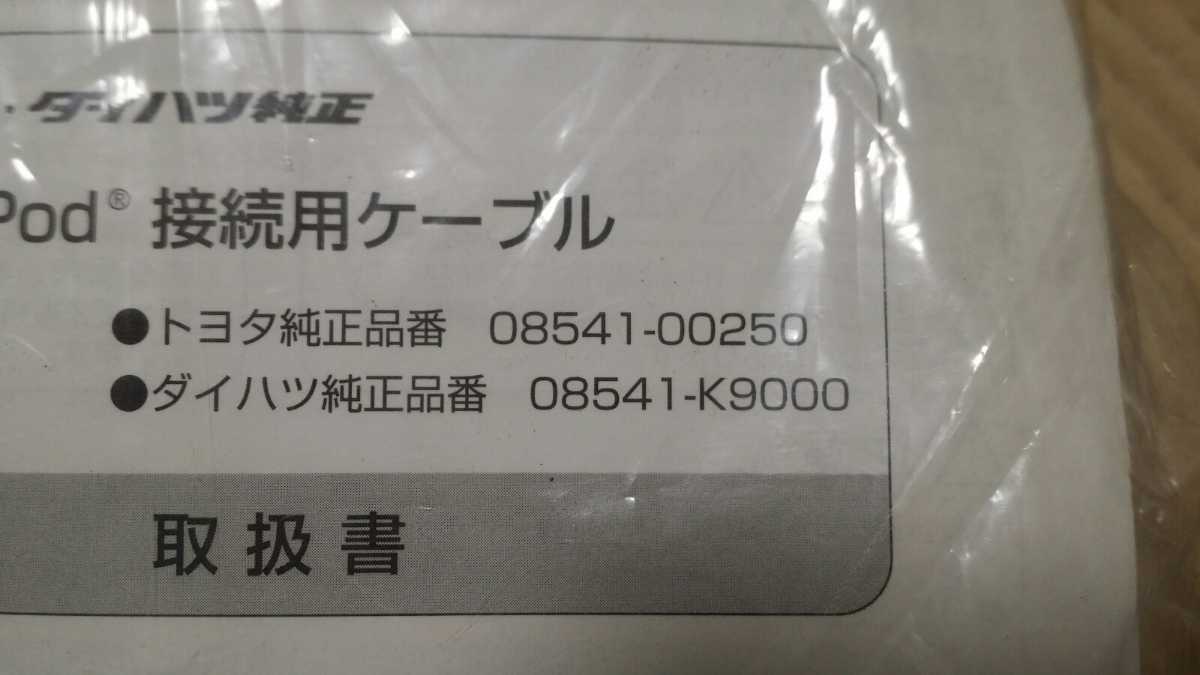 ・ダイハツ純正
Pod® 接続用ケーブル
●トヨタ純正品番 08541-00250
●ダイハツ純正品番 08541-K9000
取扱書